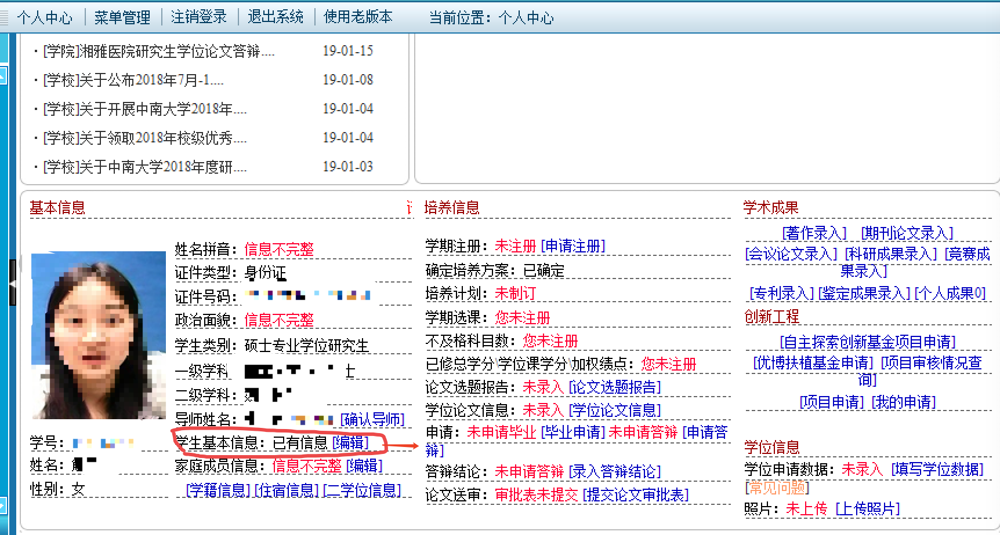 个人中心 菜单管理 注销登录 退出系统 使用老版本 当前位置：个人中心
·[学院]湘雅医院研究生学位论文答辩.... 19-01-15
·[学校]关于公布2018年7月-1.... 19-01-08
·[学校]关于开展中南大学2018年.... 19-01-04
·[学校]关于领取2018年校级优秀.... 19-01-04
·[学校]关于中南大学2018年度研.... 19-01-03
基本信息
姓名拼音：信息不完整
证件类型：身份证
证件号码：
政治面貌：信息不完整
学生类别：硕士专业学位研究生
一级学科 士
二级学科：
导师姓名： [确认导师]
学号： 学生基本信息：已有信息 [编辑]
姓名： 家庭成员信息：信息不完整 [编辑]
性别：女 [学籍信息] [住宿信息] [二学位信息]
培养信息
学期注册：未注册 [申请注册]
确定培养方案：已确定
培养计划：未制订
学期选课：您未注册
不及格科目数：您未注册
已修总学分\学位课学分\加权绩点：您未注册
论文选题报告：未录入 [论文选题报告]
学位论文信息：未录入 [学位论文信息]
申请：未申请毕业 [毕业申请] 未申请答辩 [申请答
辩]
答辩结论：未申请答辩 [录入答辩结论]
论文送审：审批表未提交 [提交论文审批表]
学术成果
[著作录入] [期刊论文录入]
[会议论文录入] [科研成果录入] [竞赛成
果录入]
[专利录入] [鉴定成果录入] [个人成果0]
创新工程
[自主探索创新基金项目申请]
[优博扶植基金申请] [项目审核情况查
询]
[项目申请] [我的申请]
学位信息
学位申请数据：未录入 [填写学位数据]
[常见问题]
照片：未上传 [上传照片]